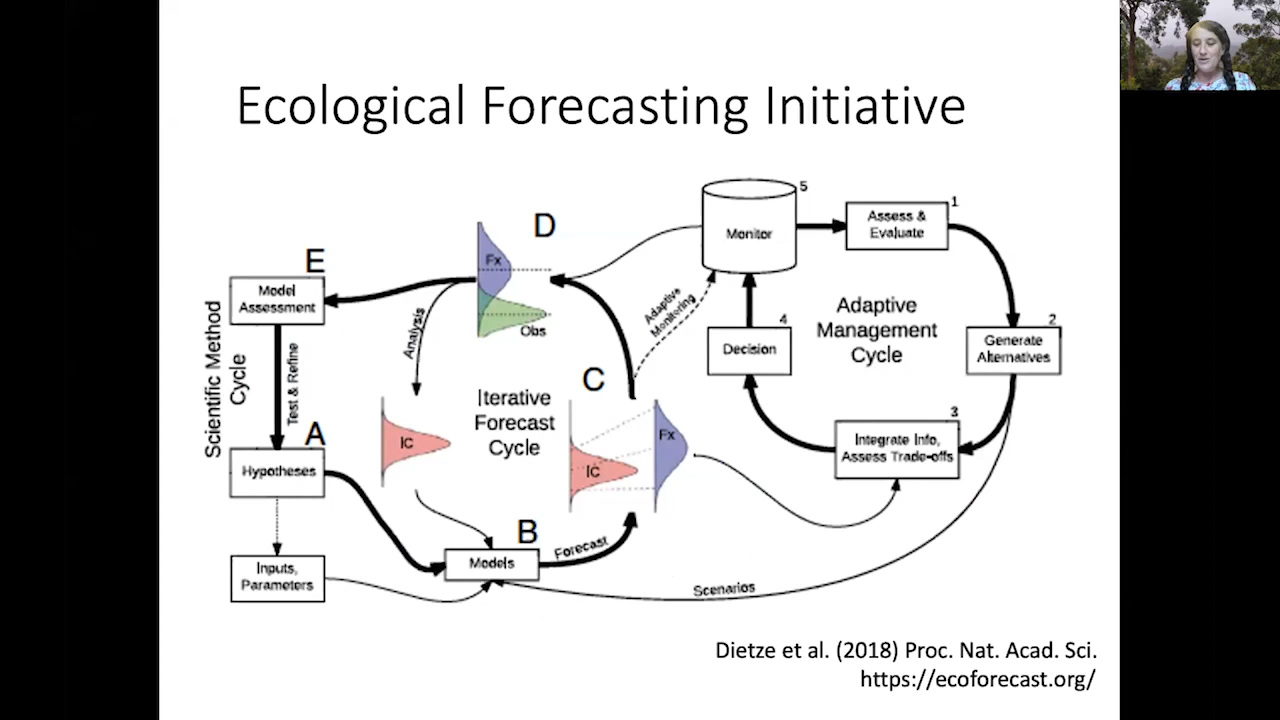 Ecological Forecasting Initiative
D
Fx
Obs
E
Model
Assessment
Analysis
Scientific Method
Cycle
Test & Refine
A
Hypotheses
Inputs,
Parameters
IC
Iterative
Forecast
Cycle
C
IC
Fx
B
Models
Forecast
Adaptive
Monitoring
Monitor
5
Assess &
Evaluate
1
Adaptive
Management
Cycle
Generate
Alternatives
2
Integrate Info,
Assess Trade-offs
3
Decision
4
Scenarios
Dietze et al. (2018) Proc. Nat. Acad. Sci.
https://ecoforecast.org/